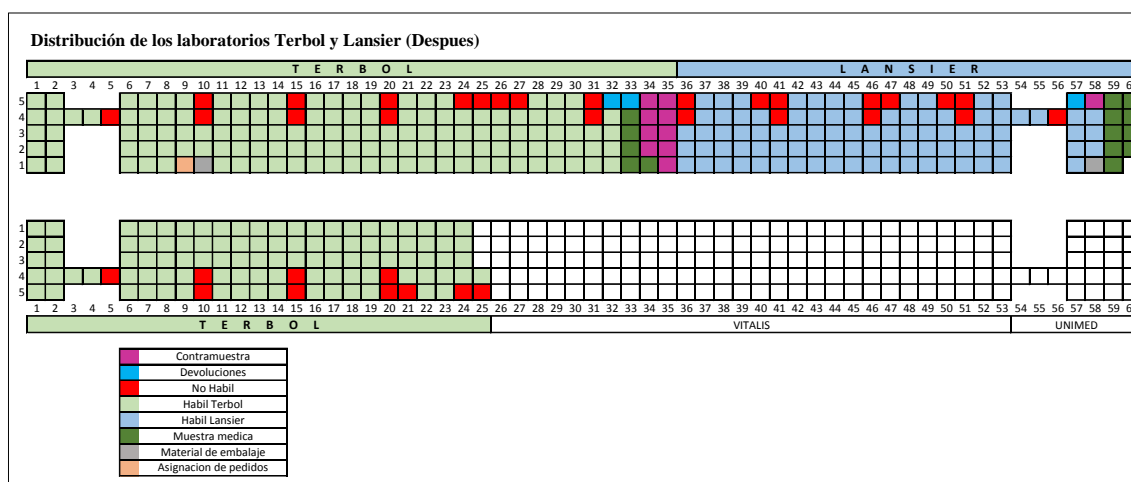 Distribución de los laboratorios Terbol y Lansier (Despues)
T E R B O L L A N S I E R
1 2 3 4 5 6 7 8 9 10 11 12 13 14 15 16 17 18 19 20 21 22 23 24 25 26 27 28 29 30 31 32 33 34 35 36 37 38 39 40 41 42 43 44 45 46 47 48 49 50 51 52 53 54 55 56 57 58 59
5
4
3
2
1
1
2
3
4
5
1 2 3 4 5 6 7 8 9 10 11 12 13 14 15 16 17 18 19 20 21 22 23 24 25 26 27 28 29 30 31 32 33 34 35 36 37 38 39 40 41 42 43 44 45 46 47 48 49 50 51 52 53 54 55 56 57 58 59
T E R B O L VITALIS UNIMED
Contramuestra
Devoluciones
No Habil
Habil Terbol
Habil Lansier
Muestra medica
Material de embalaje
Asignacion de pedidos